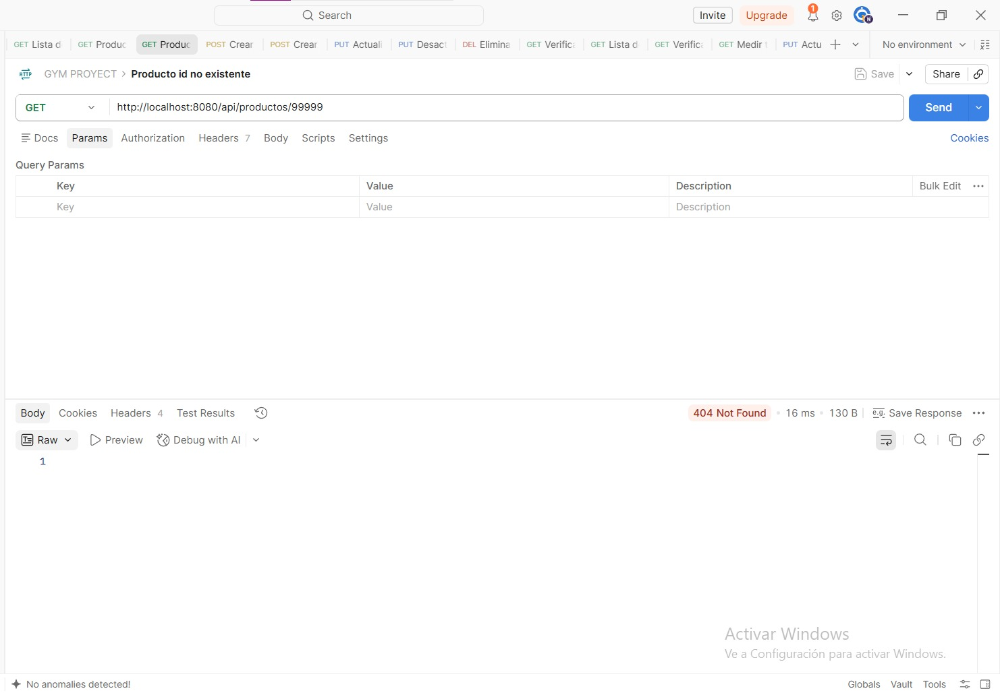 Search
Invite
Upgrade
1
N
GET Lista d
GET Produc
GET Produc
POST Crear
POST Crear
PUT Actuali
PUT Desact
DEL Elimina
GET Verifica
GET Lista d
GET Verifica
GET Medir
PUT Actu
No environment
HTTP
GYM PROYECT > Producto id no existente
Save
Share
GET
http://localhost:8080/api/productos/99999
Send
Docs
Params
Authorization
Headers 7
Body
Scripts
Settings
Cookies
Query Params
Key
Value
Description
Bulk Edit
Key
Value
Description
Body
Cookies
Headers 4
Test Results
404 Not Found
16 ms
130 B
e.g.
Save Response
Raw
Preview
Debug with AI
1
Activar Windows
Ve a Configuración para activar Windows.
No anomalies detected!
Globals
Vault
Tools